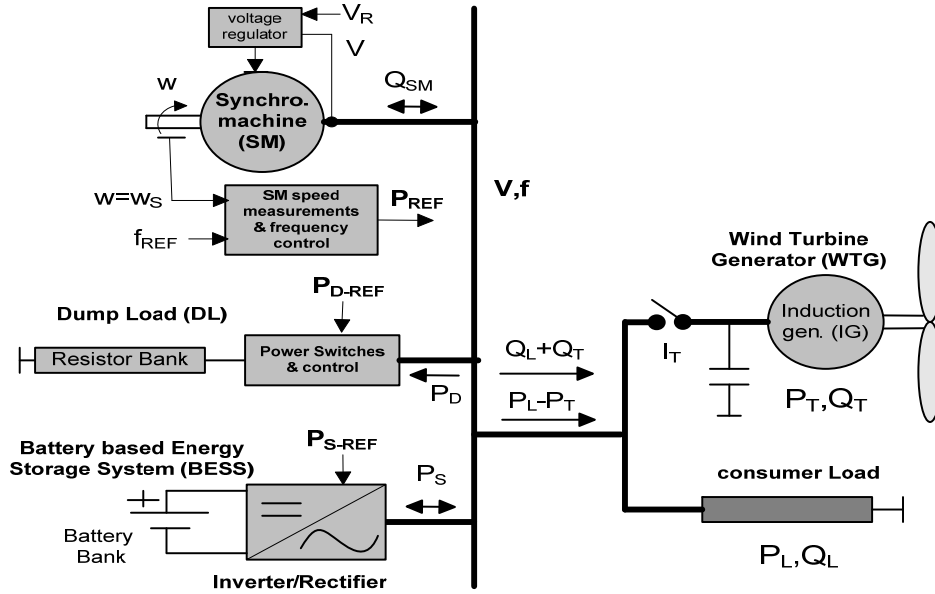 voltage
regulator
V_R
V
w
Q_SM
Synchro-
machine
(SM)
V,f
w=w_S
f_REF
SM speed
measurements
& frequency
control
P_REF
Wind Turbine
Generator (WTG)
Induction
gen. (IG)
I_T
P_T,Q_T
P_D-REF
Dump Load (DL)
Resistor Bank
Power Switches
& control
P_D
Q_L+Q_T
P_L-P_T
Battery based Energy
Storage System (BESS)
P_S-REF
P_S
+
Battery
Bank
Inverter/Rectifier
consumer Load
P_L,Q_L